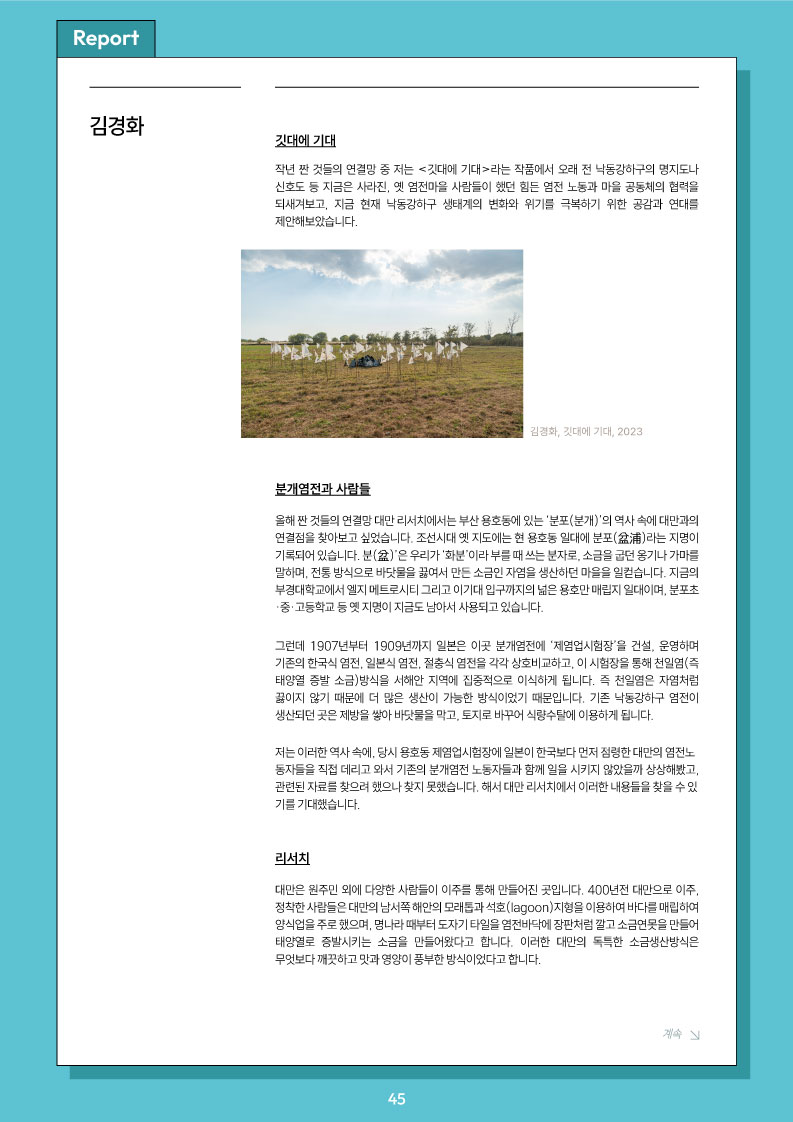 Report
김경화
깃대에 기대
작년 짠 것들의 연결망 중 저는 <깃대에 기대>라는 작품에서 오래 전 낙동강하구의 명지도나
신호도 등 지금은 사라진, 옛 염전마을 사람들이 했던 힘든 염전 노동과 마을 공동체의 협력을
되새겨보고, 지금 현재 낙동강하구 생태계의 변화와 위기를 극복하기 위한 공감과 연대를
제안해보았습니다.
김경화, 깃대에 기대, 2023
분개염전과 사람들
올해 짠 것들의 연결망 대만 리서치에서는 부산 용호동에 있는 '분포(분개)'의 역사 속에 대만과의
연결점을 찾아보고 싶었습니다. 조선시대 옛 지도에는 현 용호동 일대에 분포(盆浦)라는 지명이
기록되어 있습니다. 분(盆)'은 우리가 '화분'이라 부를 때 쓰는 분자로, 소금을 굽던 옹기나 가마를
말하며, 전통 방식으로 바닷물을 끓여서 만든 소금인 자염을 생산하던 마을을 일컫습니다. 지금의
부경대학교에서 엘지 메트로시티 그리고 이기대 입구까지의 넓은 용호만 매립지 일대이며, 분포초
·중·고등학교 등 옛 지명이 지금도 남아서 사용되고 있습니다.
그런데 1907년부터 1909년까지 일본은 이곳 분개염전에 '제염업시험장'을 건설, 운영하며
기존의 한국식 염전, 일본식 염전, 절충식 염전을 각각 상호비교하고, 이 시험장을 통해 천일염(즉
태양열 증발 소금)방식을 서해안 지역에 집중적으로 이식하게 됩니다. 즉 천일염은 자염처럼
끓이지 않기 때문에 더 많은 생산이 가능한 방식이었기 때문입니다. 기존 낙동강하구 염전이
생산되던 곳은 제방을 쌓아 바닷물을 막고, 토지로 바꾸어 식량수탈에 이용하게 됩니다.
저는 이러한 역사 속에, 당시 용호동 제염업시험장에 일본이 한국보다 먼저 점령한 대만의 염전노
동자들을 직접 데리고 와서 기존의 분개염전 노동자들과 함께 일을 시키지 않았을까 상상해봤고,
관련된 자료를 찾으려 했으나 찾지 못했습니다. 해서 대만 리서치에서 이러한 내용들을 찾을 수 있
기를 기대했습니다.
리서치
대만은 원주민 외에 다양한 사람들이 이주를 통해 만들어진 곳입니다. 400년전 대만으로 이주,
정착한 사람들은 대만의 남서쪽 해안의 모래톱과 석호(lagoon)지형을 이용하여 바다를 매립하여
양식업을 주로 했으며, 명나라 때부터 도자기 타일을 염전바닥에 장판처럼 깔고 소금연못을 만들어
태양열로 증발시키는 소금을 만들어왔다고 합니다. 이러한 대만의 독특한 소금생산방식은
무엇보다 깨끗하고 맛과 영양이 풍부한 방식이었다고 합니다.
계속
45